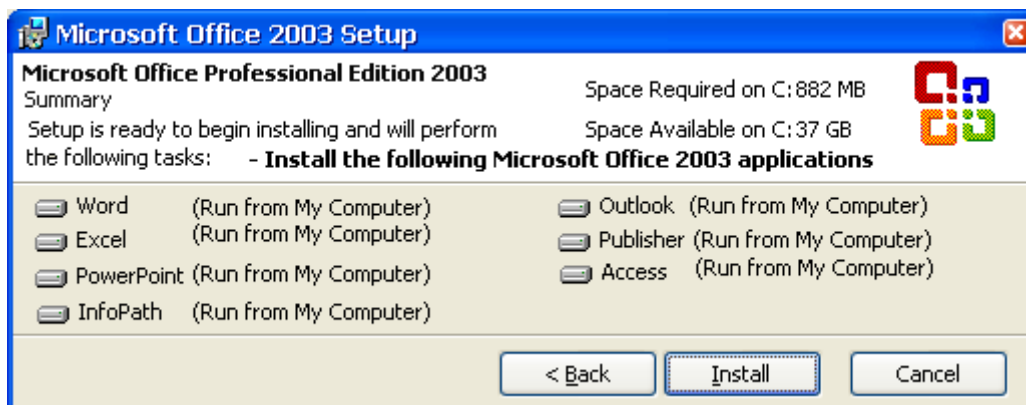 Microsoft Office 2003 Setup
Microsoft Office Professional Edition 2003
Summary
Space Required on C: 882 MB
Setup is ready to begin installing and will perform
Space Available on C: 37 GB
the following tasks: - Install the following Microsoft Office 2003 applications
Word (Run from My Computer)
Outlook (Run from My Computer)
Excel (Run from My Computer)
Publisher (Run from My Computer)
PowerPoint (Run from My Computer)
Access (Run from My Computer)
InfoPath (Run from My Computer)
< Back
Install
Cancel